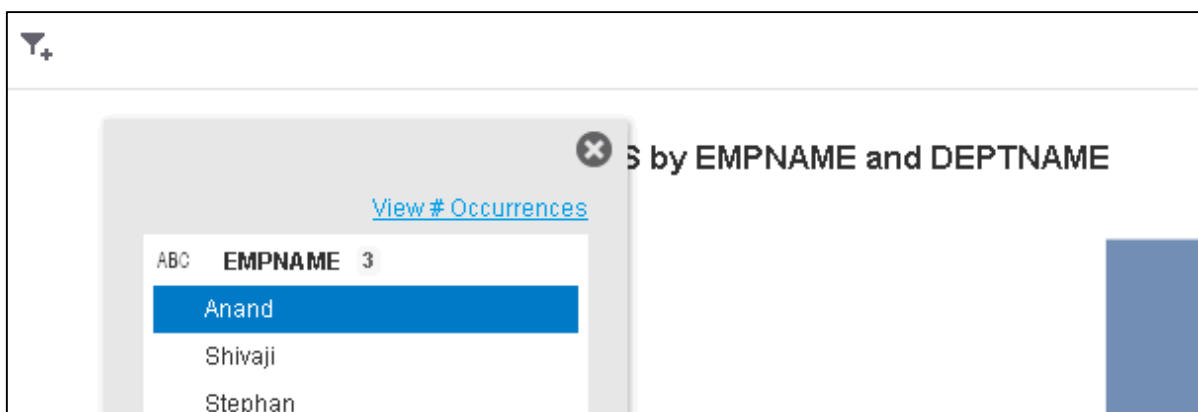 S by EMPNAME and DEPTNAME
View # Occurrences
ABC EMPNAME 3
Anand
Shivaji
Stephan